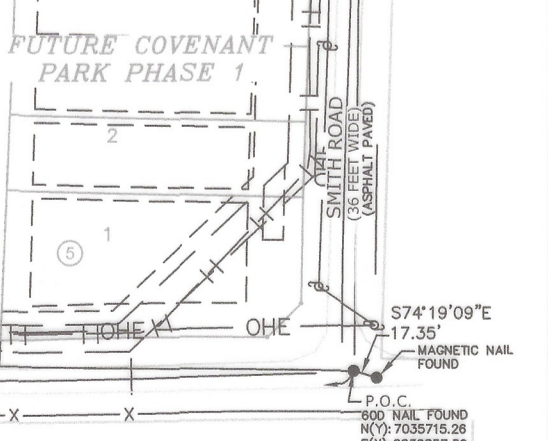 FUTURE COVENANT
PARK PHASE 1
2
1
5
SMITH ROAD
(36 FEET WIDE)
(ASPHALT PAVED)
OHE
OHE
S74°19'09"E
17.35'
MAGNETIC NAIL
FOUND
P.O.C.
60D NAIL FOUND
N(Y): 7035715.26
X
X